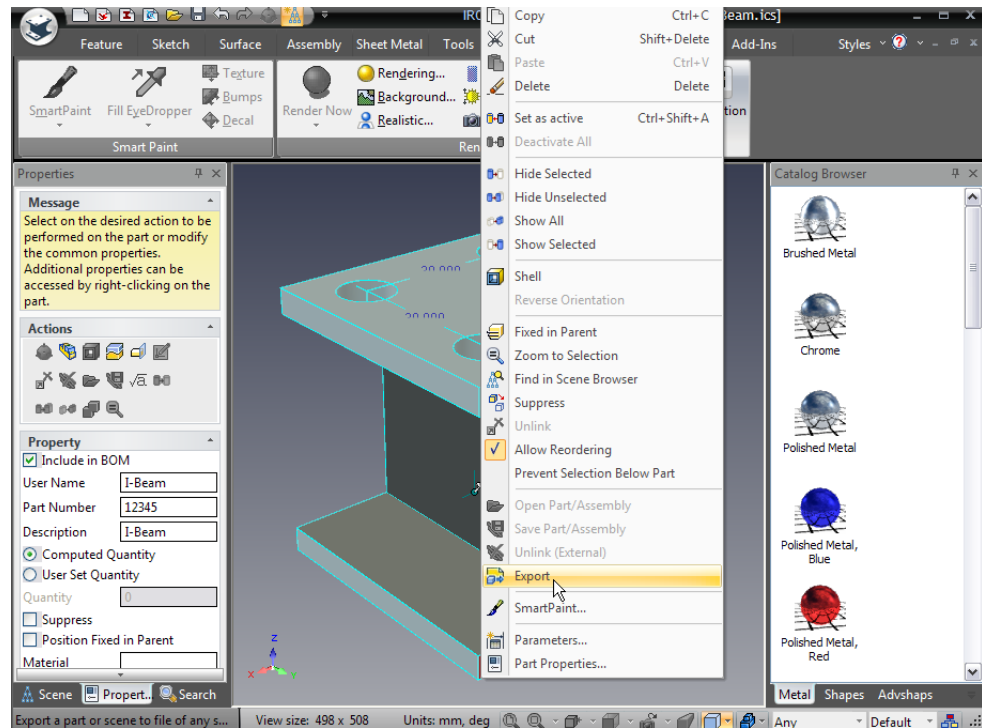 IRO
Beam.ics]
Feature Sketch Surface Assembly Sheet Metal Tools Add-Ins Styles
SmartPaint
Fill EyeDropper
Texture
Bumps
Decal
Smart Paint
Render Now
Rendering...
Background...
Realistic...
Ren
tion
Properties
Message
Select on the desired action to be
performed on the part or modify
the common properties.
Additional properties can be
accessed by right-clicking on the
part.
Actions
Property
Include in BOM
User Name I-Beam
Part Number 12345
Description I-Beam
Computed Quantity
User Set Quantity
Quantity 0
Suppress
Position Fixed in Parent
Material
Scene Propert... Search
20.000
20.000
z
x
Copy Ctrl+C
Cut Shift+Delete
Paste Ctrl+V
Delete Delete
Set as active Ctrl+Shift+A
Deactivate All
Hide Selected
Hide Unselected
Show All
Show Selected
Shell
Reverse Orientation
Fixed in Parent
Zoom to Selection
Find in Scene Browser
Suppress
Unlink
Allow Reordering
Prevent Selection Below Part
Open Part/Assembly
Save Part/Assembly
Unlink (External)
Export
SmartPaint...
Parameters...
Part Properties...
Catalog Browser
Brushed Metal
Chrome
Polished Metal
Polished Metal,
Blue
Polished Metal,
Red
Metal Shapes Advshaps
Export a part or scene to file of any s... View size: 498 x 508 Units: mm, deg Any Default